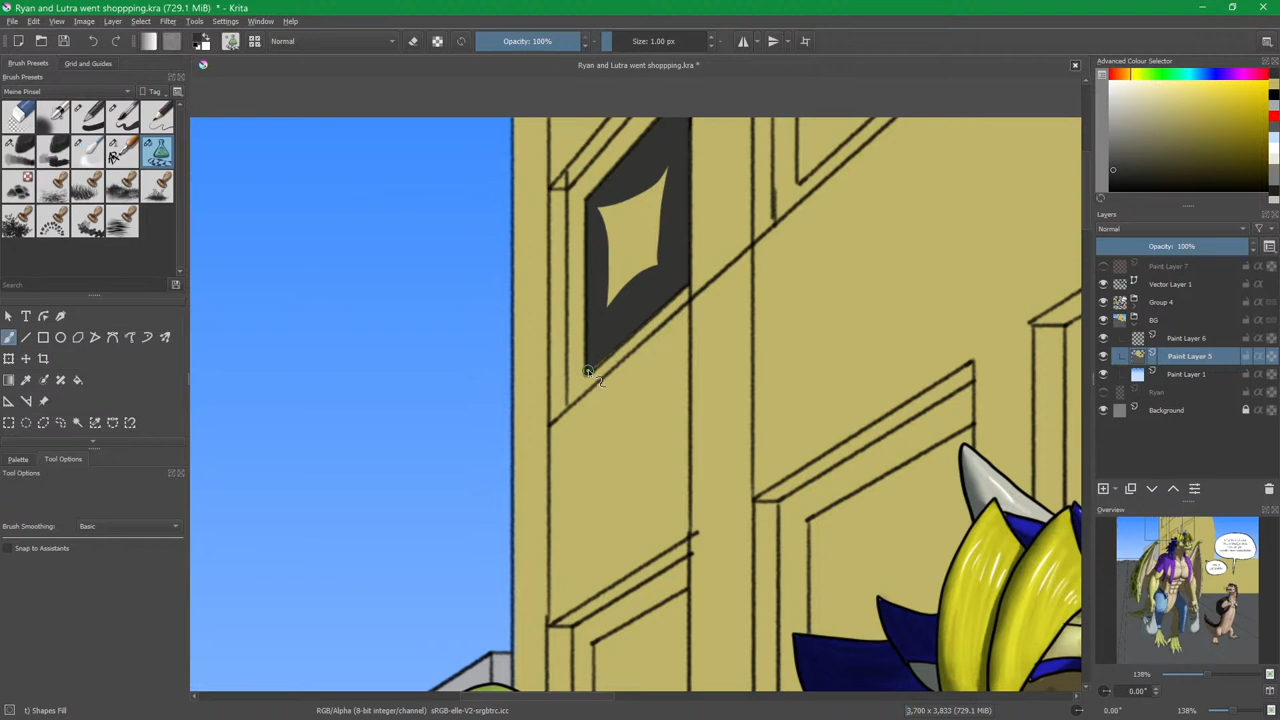 Ryan and Lutra went shoppping.kra (729.1 MiB) * - Krita
File Edit View Image Layer Select Filter Tools Settings Window Help
Normal
Opacity: 100%
Size: 1.00 px
Brush Presets Grid and Guides
Ryan and Lutra went shoppping.kra *
Advanced Colour Selector
Brush Presets
Meine Pinsel
Tag
Layers
Normal
Opacity: 100%
Paint Layer 7
Vector Layer 1
Group 4
BG
Paint Layer 6
Paint Layer 5
Paint Layer 1
Ryan
Background
Search
Palette Tool Options
Tool Options
Brush Smoothing: Basic
Snap to Assistants
Overview
138%
0.00°
t) Shapes Fill
RGB/Alpha (8-bit integer/channel) sRGB-elle-V2-srgbtrc.icc
3,700 x 3,833 (729.1 MiB)
0.00°
138%